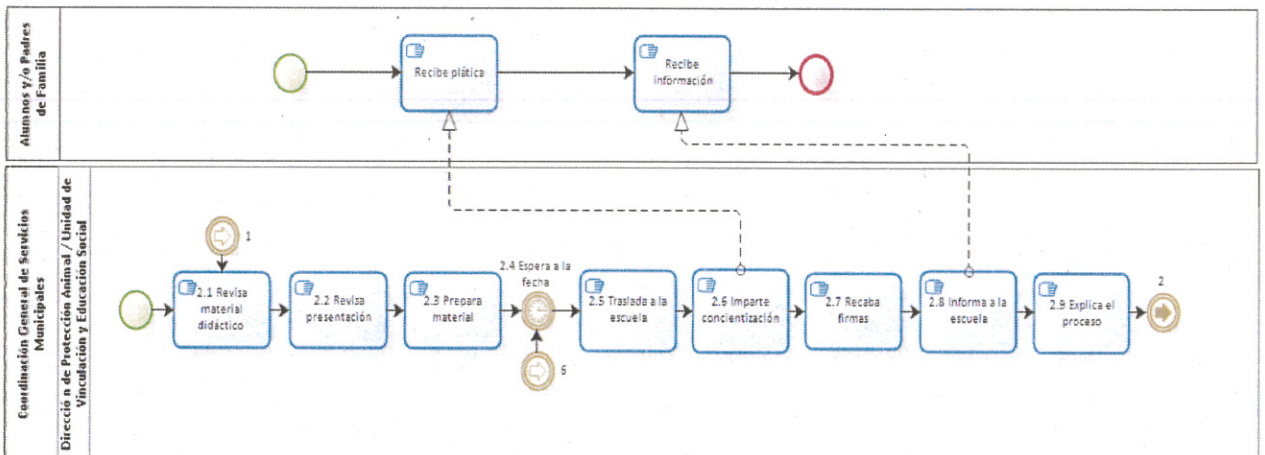 Alumnos y/o Padres
de Familia
Recibe plática
Recibe
información
Coordinación General de Servicios
Municipales
Direcció n de Protección Animal / Unidad de
Vinculación y Educación Social
1
2.1 Revisa
material
didáctico
2.2 Revisa
presentación
2.3 Prepara
material
2.4 Espera a la
fecha
6
2.5 Traslada a la
escuela
2.6 Imparte
concientización
2.7 Recaba
firmas
2.8 Informa a la
escuela
2.9 Explica el
proceso
2